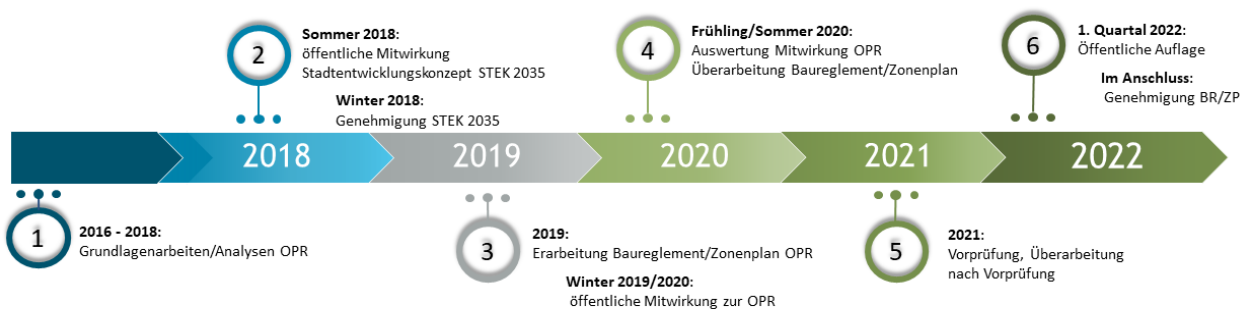 1
2016 - 2018:
Grundlagenarbeiten/Analysen OPR
2
Sommer 2018:
öffentliche Mitwirkung
Stadtentwicklungskonzept STEK 2035
Winter 2018:
Genehmigung STEK 2035
3
2019:
Erarbeitung Baureglement/Zonenplan OPR
Winter 2019/2020:
öffentliche Mitwirkung zur OPR
4
Frühling/Sommer 2020:
Auswertung Mitwirkung OPR
Überarbeitung Baureglement/Zonenplan
5
2021:
Vorprüfung, Überarbeitung
nach Vorprüfung
6
1. Quartal 2022:
Öffentliche Auflage
Im Anschluss:
Genehmigung BR/ZP
2018
2019
2020
2021
2022